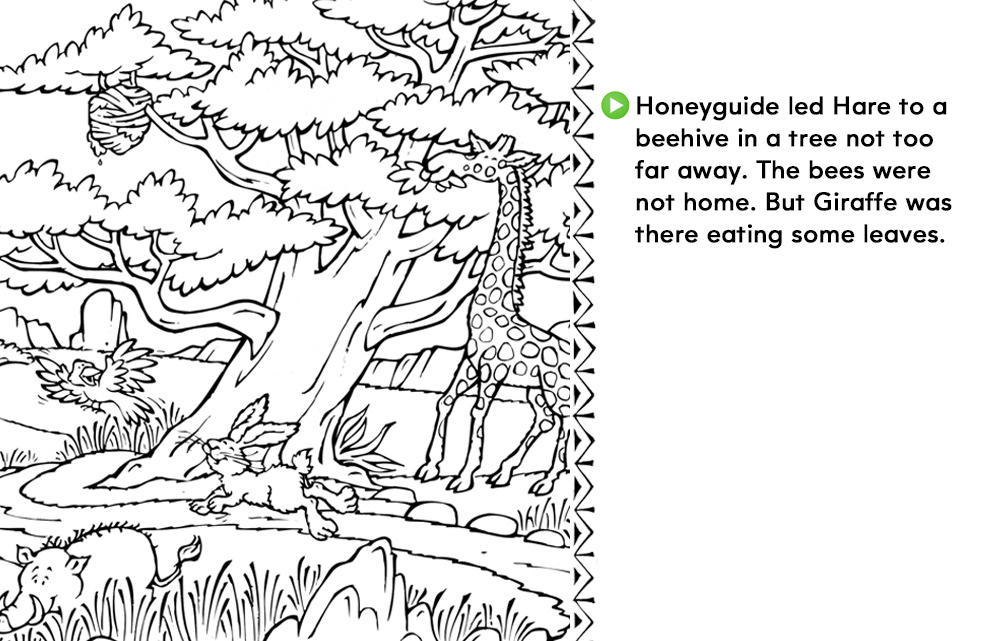 Honeyguide led Hare to a
beehive in a tree not too
far away. The bees were
not home. But Giraffe was
there eating some leaves.